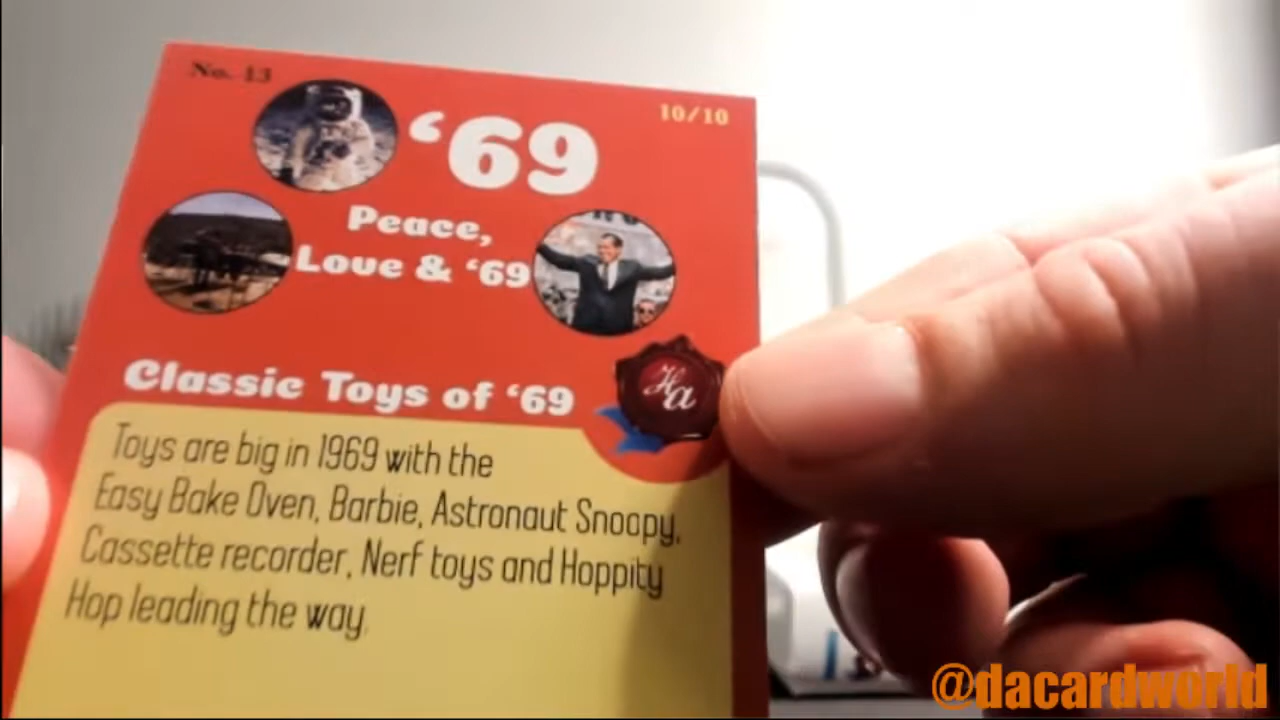 No. 13
10/10
‘69
Peace,
Love & ‘69
Classic Toys of ‘69
Ha
Toys are big in 1969 with the
Easy Bake Oven, Barbie, Astronaut Snoopy,
Cassette recorder, Nerf toys and Hoppity
Hop leading the way.
@dacardworld